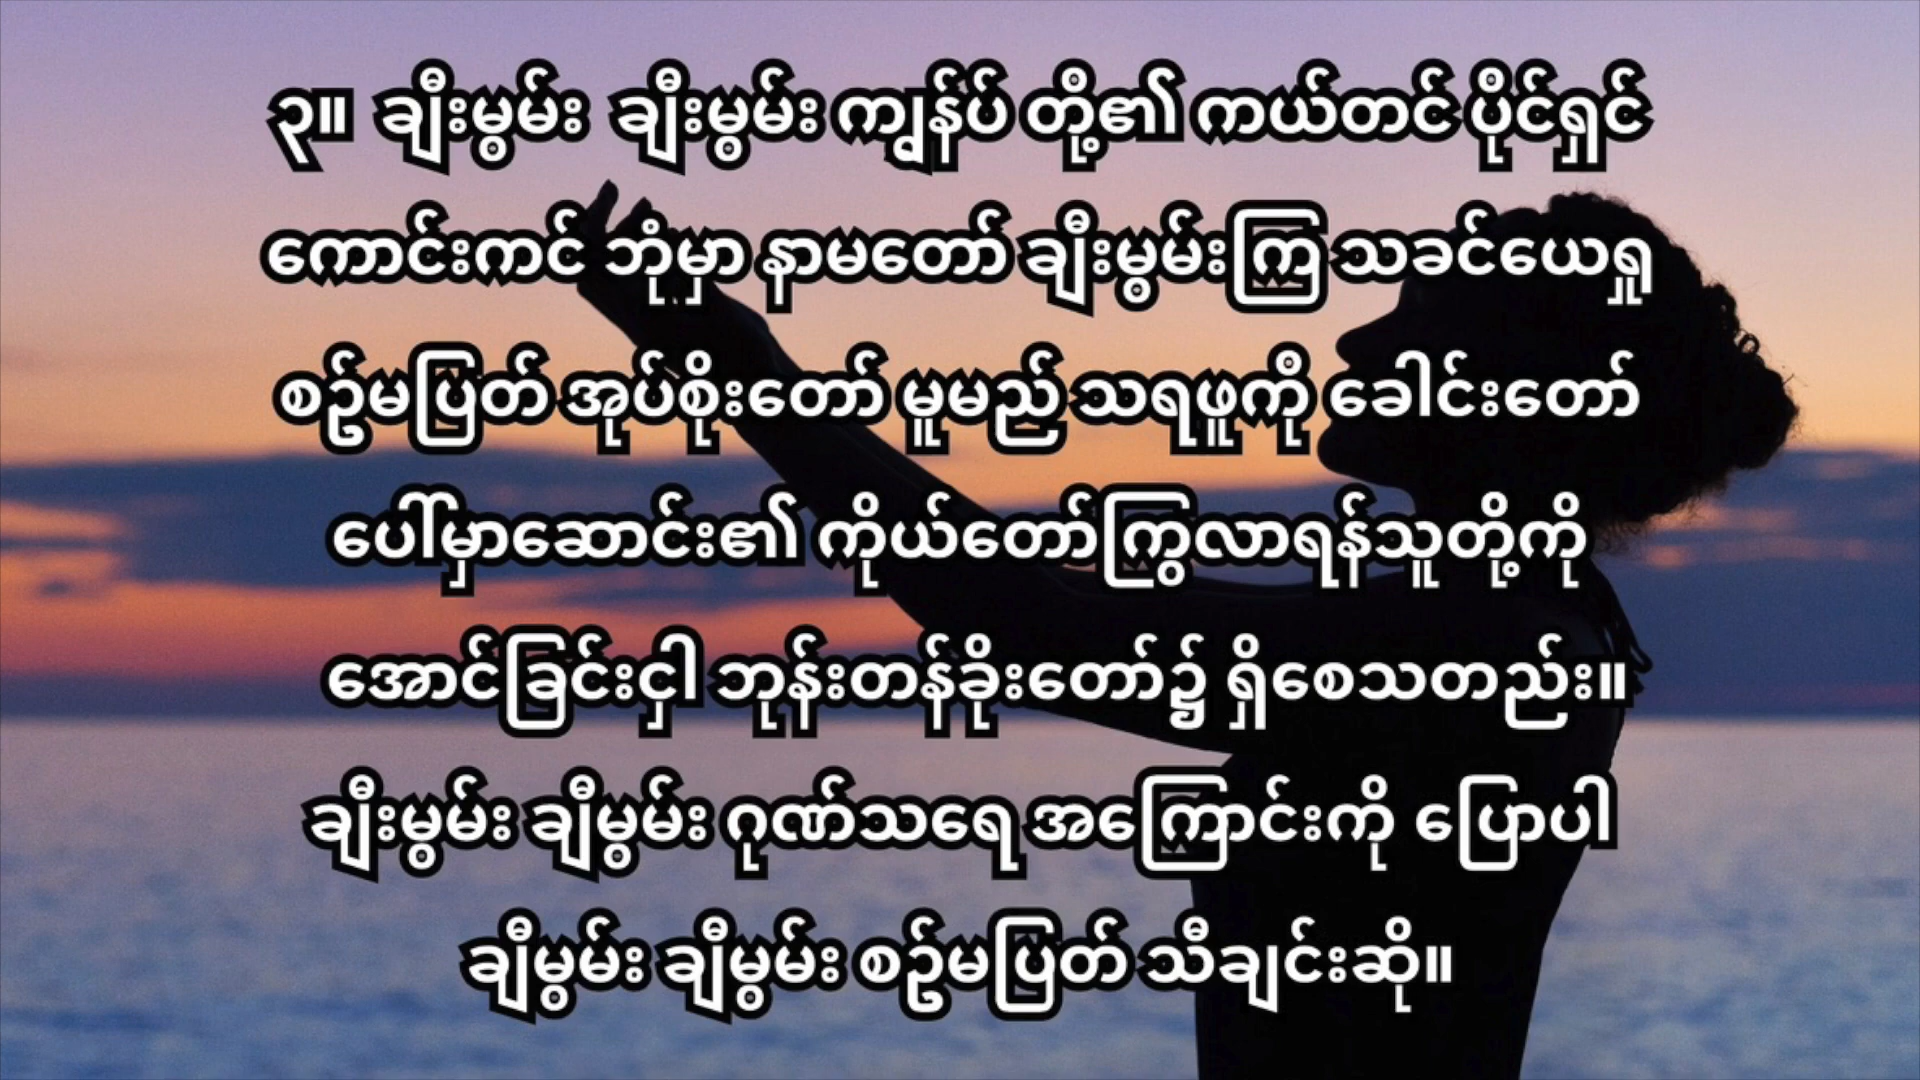 ၃။ ချီးမွမ်း ချီးမွမ်း ကျွန်ုပ် တို့၏ ကယ်တင် ပိုင်ရှင်
ကောင်းကင် ဘုံမှာ နာမတော် ချီးမွမ်းကြ သခင်ယေရှု
စဉ်မပြတ် အုပ်စိုးတော် မူမည် သရဖူကို ခေါင်းတော်
ပေါ်မှာဆောင်း၏ ကိုယ်တော်ကြွလာရန်သူတို့ကို
အောင်ခြင်းငှါ ဘုန်းတန်ခိုးတော်၌ ရှိစေသတည်း။
ချီးမွမ်း ချီမွမ်း ဂုဏ်သရေ အကြောင်းကို ပြောပါ
ချီမွမ်း ချီမွမ်း စဉ်မပြတ် သီချင်းဆို။